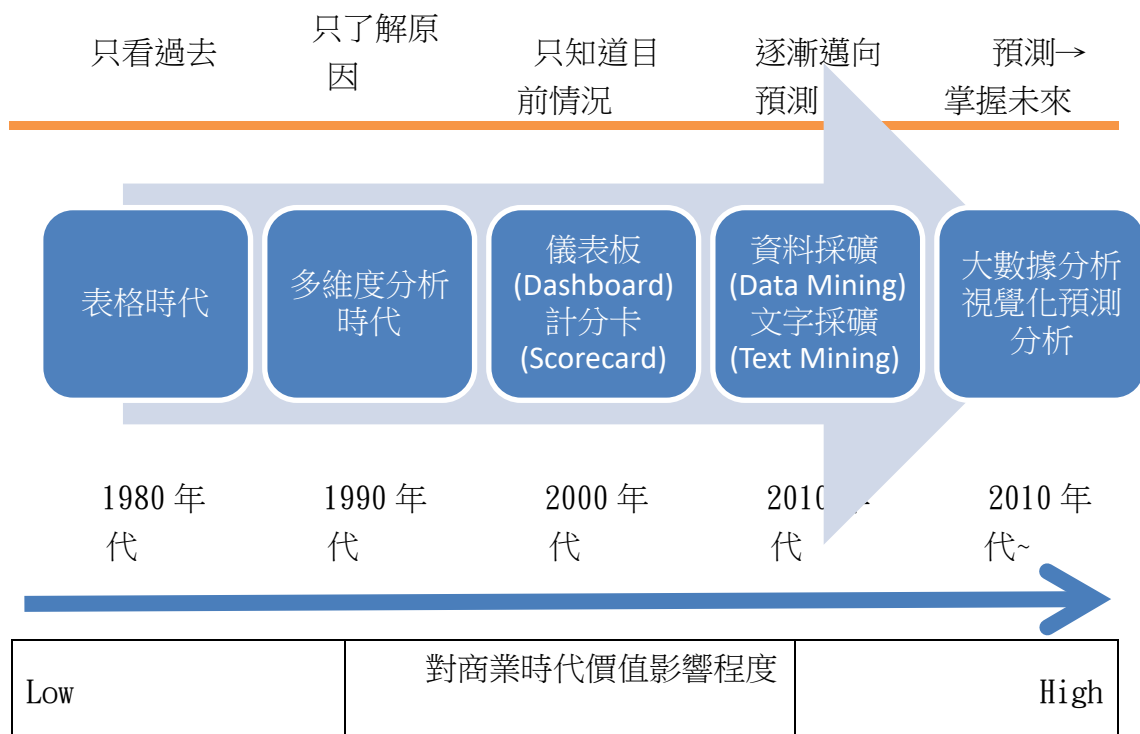 只看過去
只了解原
因
只知道目
前情況
逐漸邁向
預測
預測→
掌握未來
表格時代
多維度分析
時代
儀表板
(Dashboard)
計分卡
(Scorecard)
資料採礦
(Data Mining)
文字採礦
(Text Mining)
大數據分析
視覺化預測
分析
1980 年
代
1990 年
代
2000 年
代
2010 年
代
2010 年
代~
Low
對商業時代價值影響程度
High